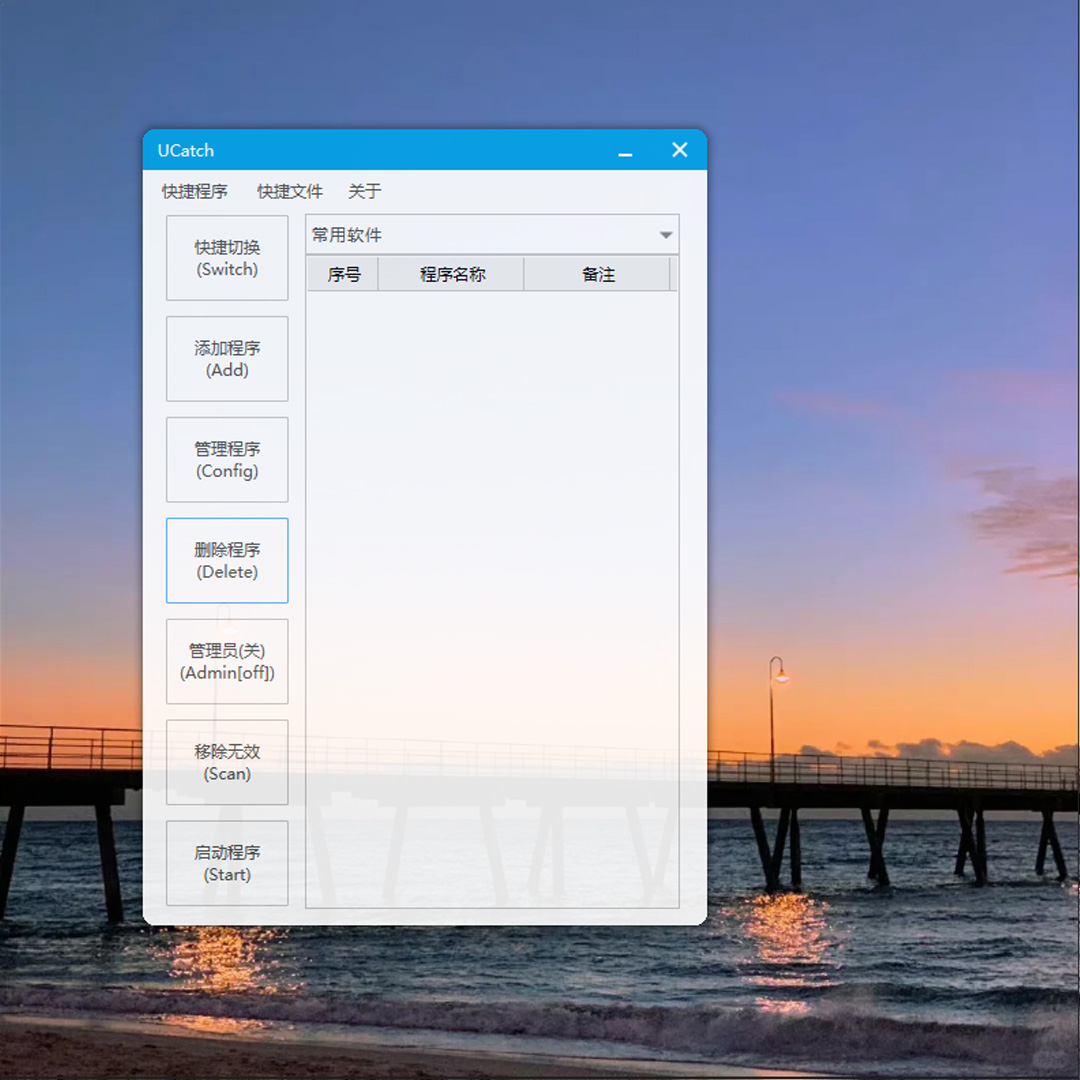 UCatch
快捷程序 快捷文件 关于
快捷切换
(Switch)
常用软件
序号 程序名称 备注
添加程序
(Add)
管理程序
(Config)
删除程序
(Delete)
管理员(关)
(Admin[off])
移除无效
(Scan)
启动程序
(Start)